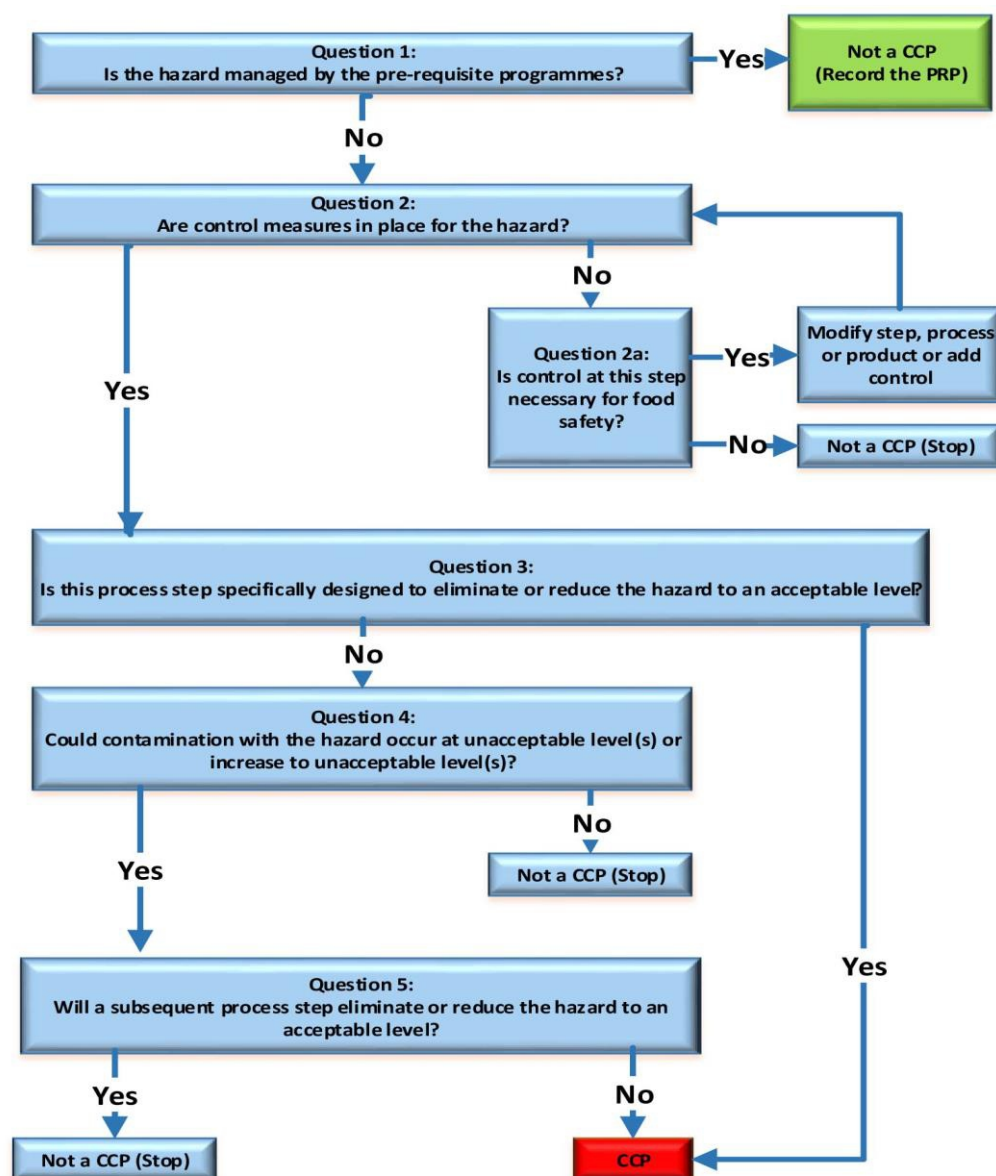 Question 1:
Is the hazard managed by the pre-requisite programmes?
Yes
Not a CCP
(Record the PRP)
No
Question 2:
Are control measures in place for the hazard?
No
Yes
Question 2a:
Is control at this step
necessary for food
safety?
Yes
Modify step, process
or product or add
control
No
Not a CCP (Stop)
Question 3:
Is this process step specifically designed to eliminate or reduce the hazard to an acceptable level?
No
Yes
Question 4:
Could contamination with the hazard occur at unacceptable level(s) or
increase to unacceptable level(s)?
Yes
No
Not a CCP (Stop)
Question 5:
Will a subsequent process step eliminate or reduce the hazard to an
acceptable level?
Yes
Not a CCP (Stop)
No
CCP